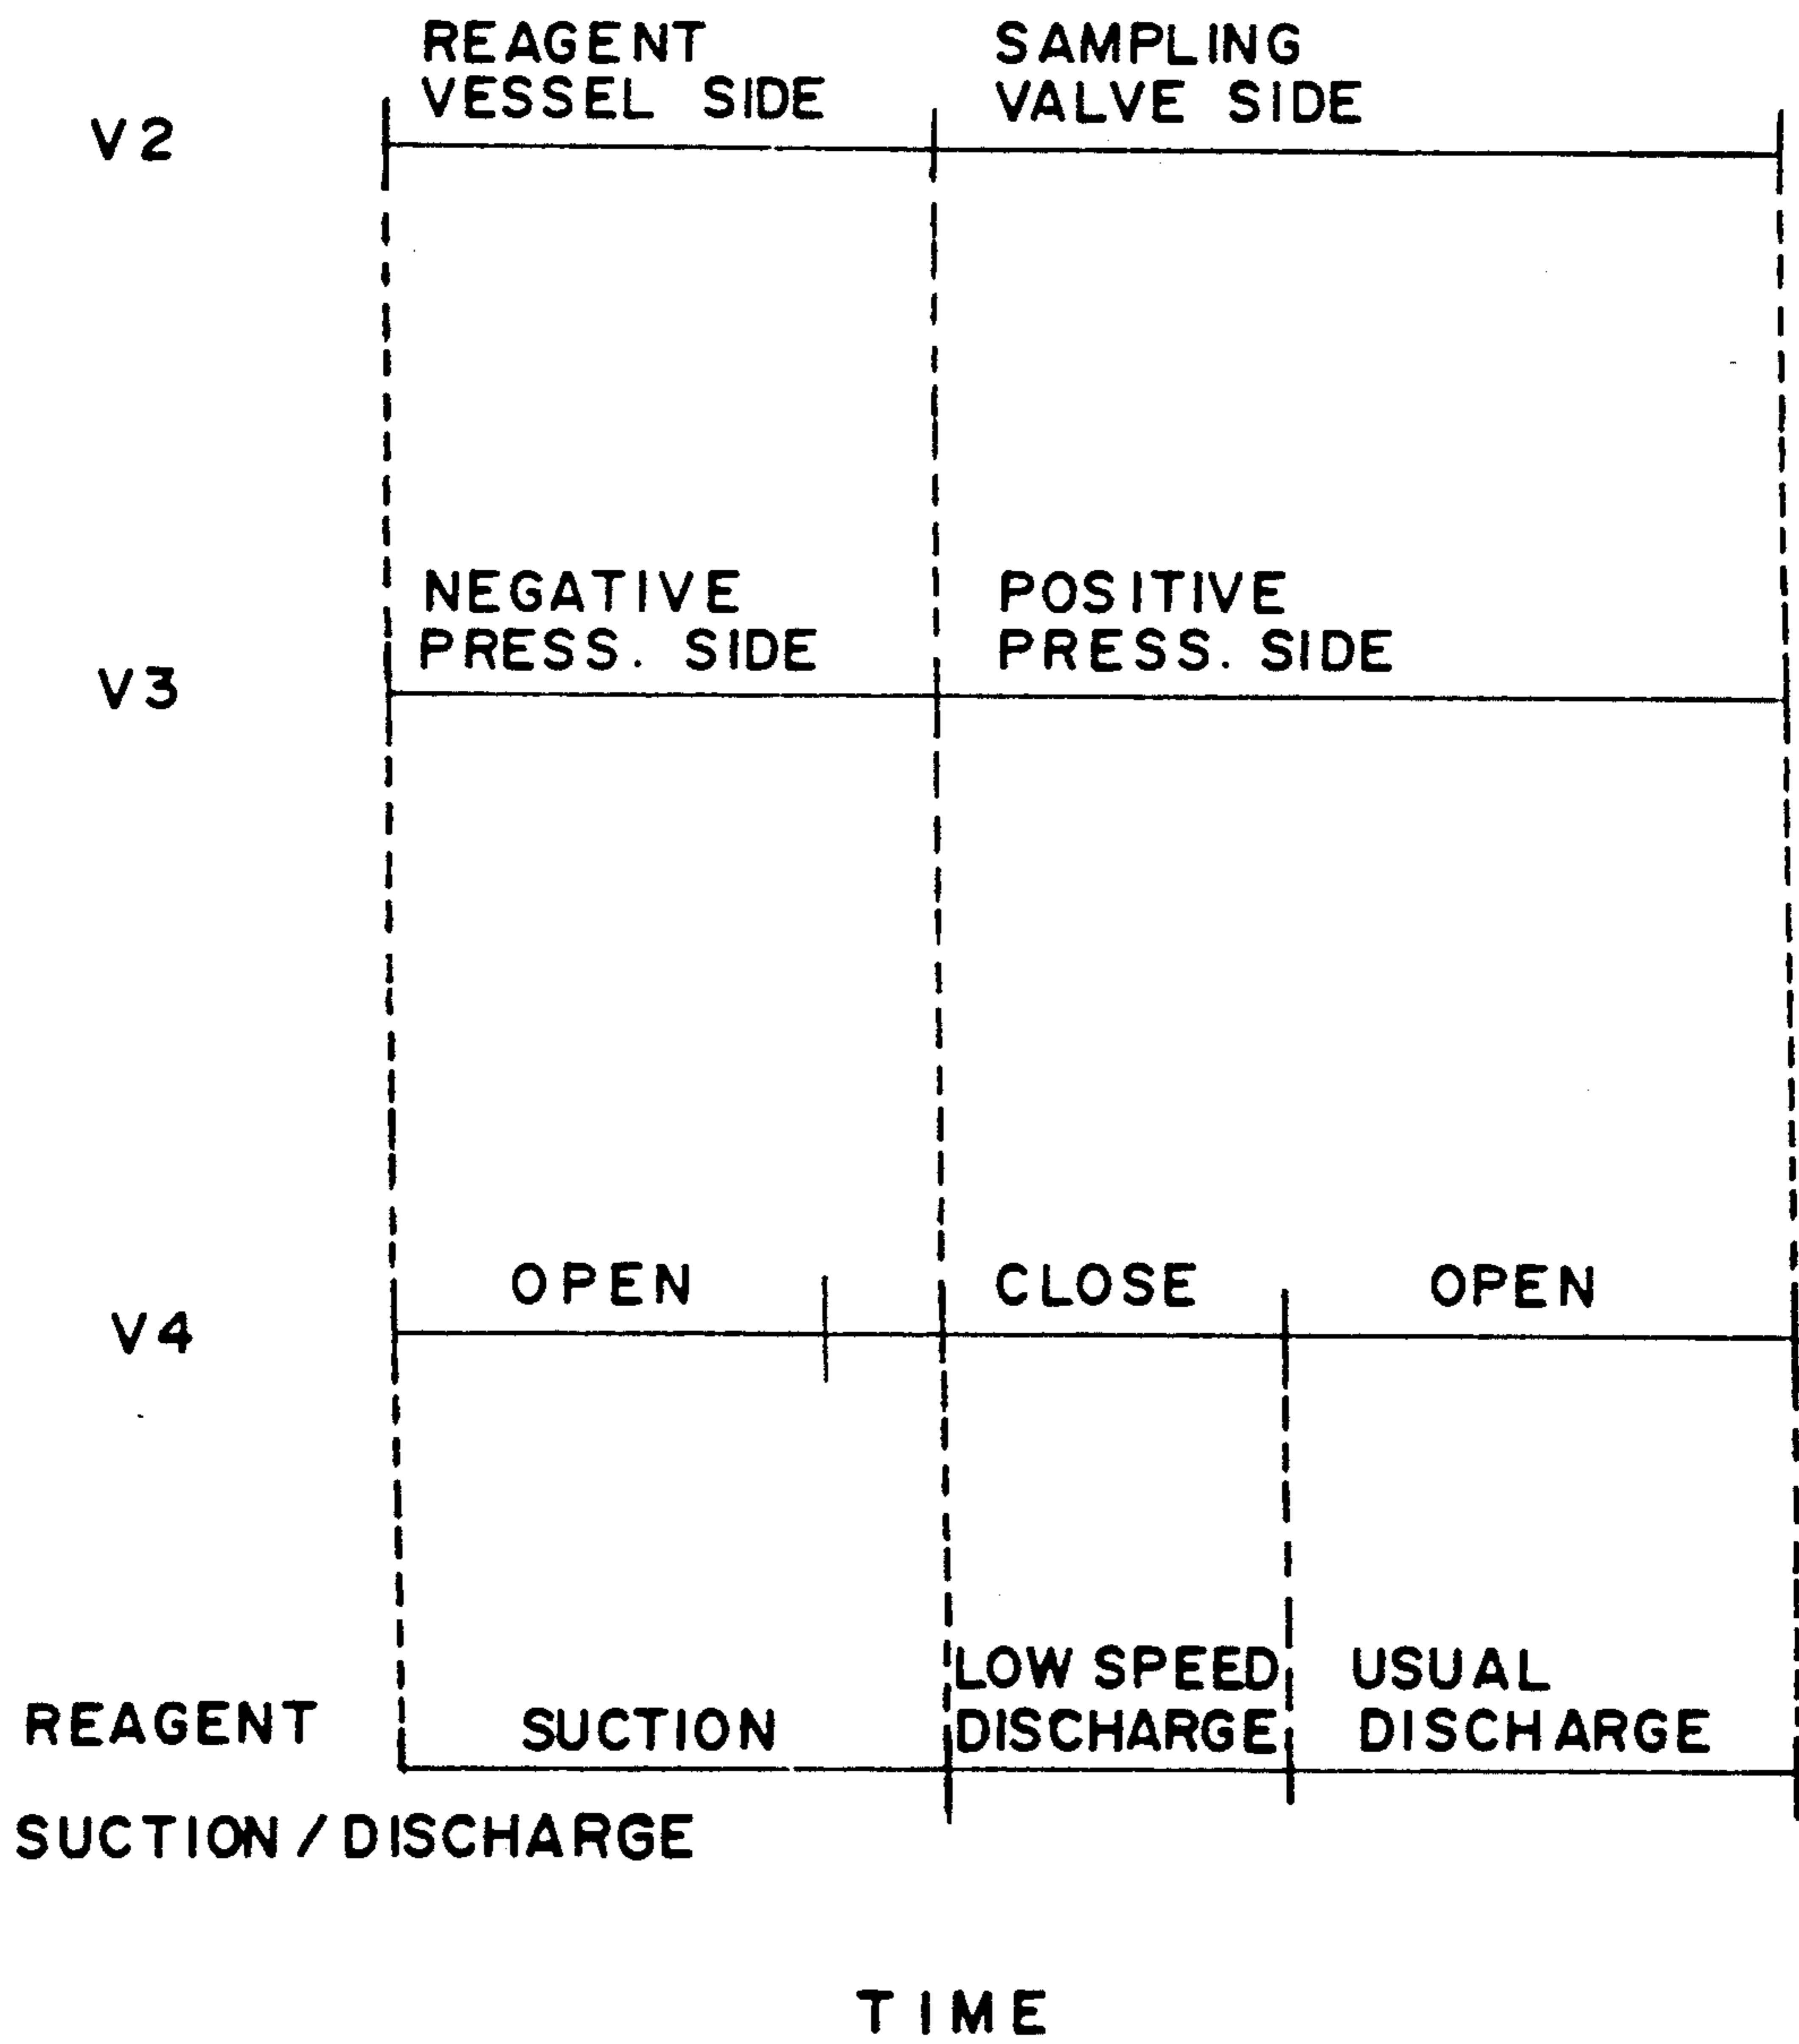 REAGENT
VESSEL SIDE
SAMPLING
VALVE SIDE
V2
NEGATIVE
PRESS. SIDE
POSITIVE
PRESS. SIDE
V3
OPEN
CLOSE
OPEN
V4
LOW SPEED
DISCHARGE
USUAL
DISCHARGE
SUCTION
REAGENT
SUCTION/DISCHARGE
TIME